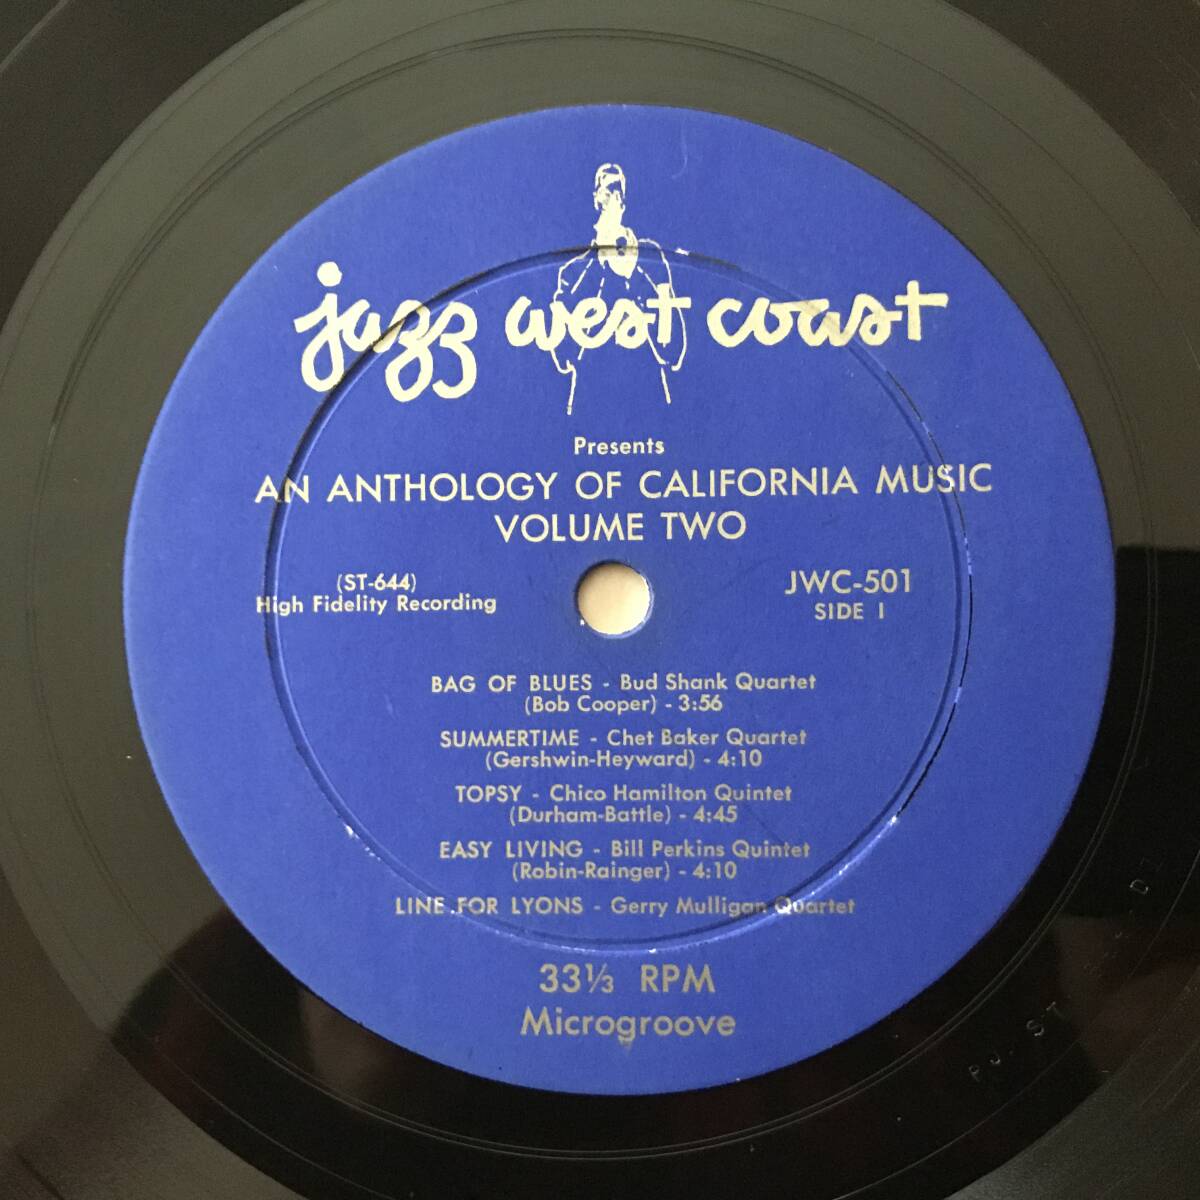 jazz west coast
Presents
AN ANTHOLOGY OF CALIFORNIA MUSIC
VOLUME TWO
(ST-644)
High Fidelity Recording
JWC-501
SIDE 1
BAG OF BLUES - Bud Shank Quartet
(Bob Cooper) - 3:56
SUMMERTIME - Chet Baker Quartet
(Gershwin-Heyward) - 4:10
TOPSY - Chico Hamilton Quintet
(Durham-Battle) - 4:45
EASY LIVING - Bill Perkins Quintet
(Robin-Rainger) - 4:10
LINE FOR LYONS - Gerry Mulligan Quartet
33⅓ RPM
Microgroove
PJ. ST